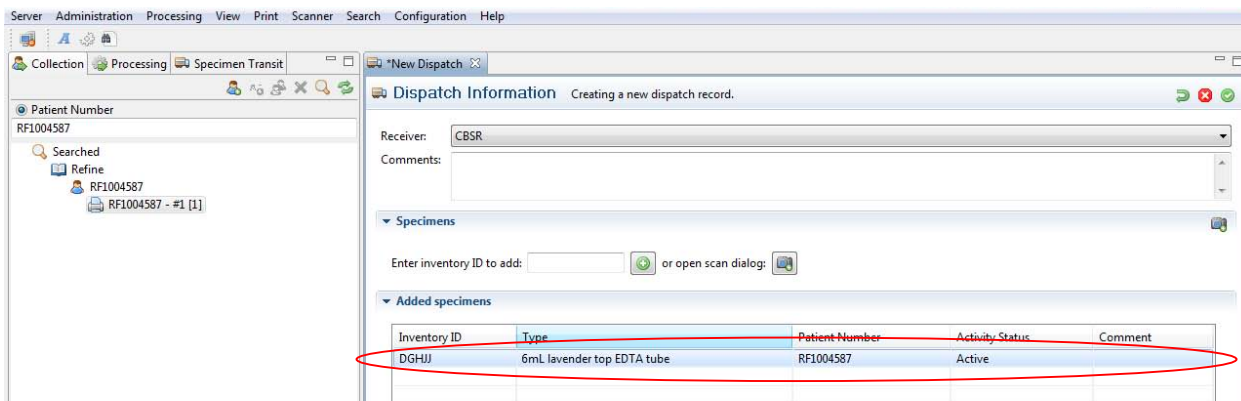 Server Administration Processing View Print Scanner Search Configuration Help
Collection Processing Specimen Transit
Patient Number
RF1004587
Searched
Refine
RF1004587
RF1004587 - #1 [1]
*New Dispatch
Dispatch Information Creating a new dispatch record.
Receiver: CBSR
Comments:
Specimens
Enter inventory ID to add: or open scan dialog:
Added specimens
Inventory ID Type Patient Number Activity Status Comment
DGHJJ 6mL lavender top EDTA tube RF1004587 Active